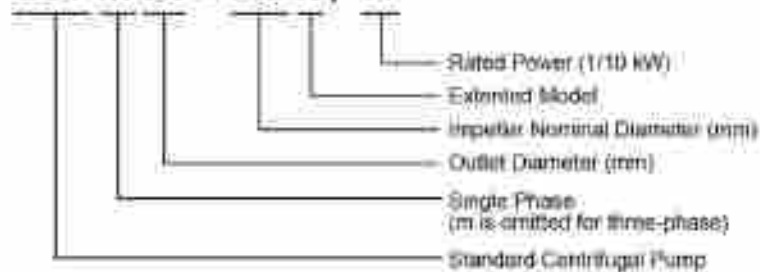 Rated Power (1/10 kW)
Extented Model
Impeller Nominal Diameter (mm)
Outlet Diameter (mm)
Single Phase
(m is omitted for three-phase)
Standard Centrifugal Pump